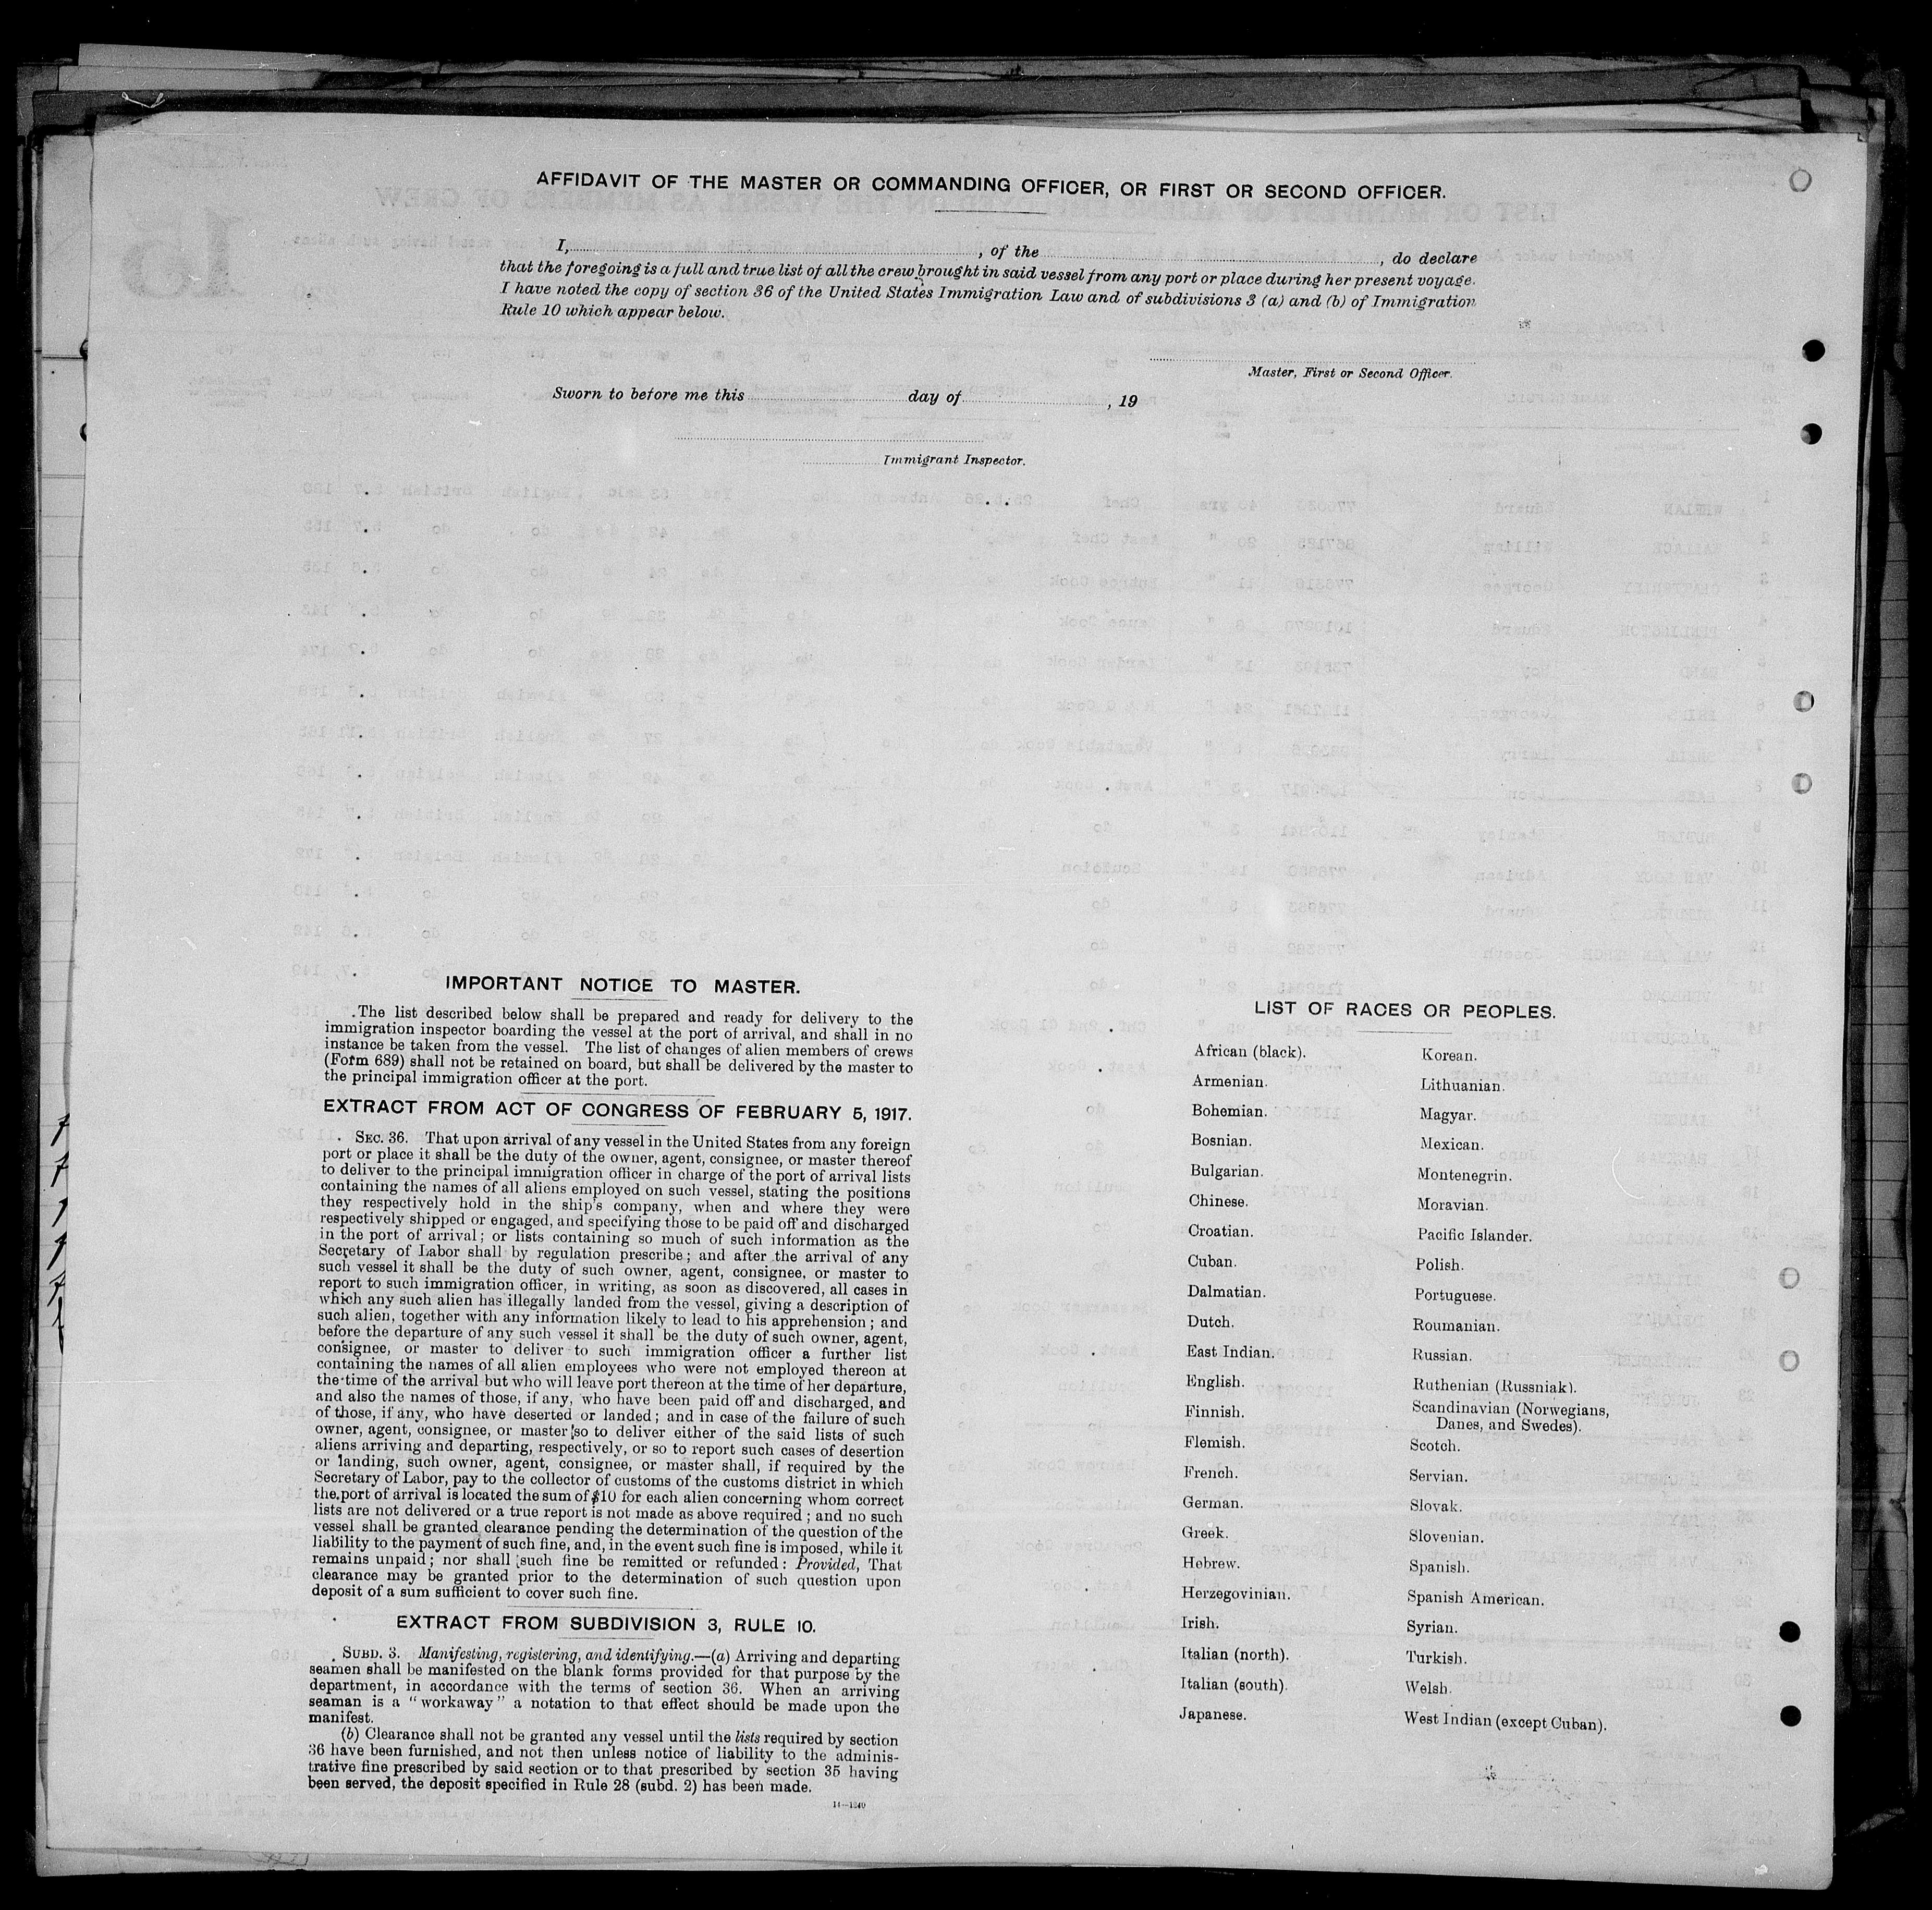 AFFIDAVIT OF THE MASTER OR COMMANDING OFFICER, OR FIRST OR SECOND OFFICER.
I, , of the , do declare
that the foregoing is a full and true list of all the crew brought in said vessel from any port or place during her present voyage.
I have noted the copy of section 36 of the United States Immigration Law and of subdivisions 3 (a) and (b) of Immigration
Rule 10 which appear below.
Master, First or Second Officer.
Sworn to before me this day of , 19
Immigrant Inspector.
IMPORTANT NOTICE TO MASTER.
The list described below shall be prepared and ready for delivery to the
immigration inspector boarding the vessel at the port of arrival, and shall in no
instance be taken from the vessel. The list of changes of alien members of crews
(Form 689) shall not be retained on board, but shall be delivered by the master to
the principal immigration officer at the port.
EXTRACT FROM ACT OF CONGRESS OF FEBRUARY 5, 1917.
SEC. 36. That upon arrival of any vessel in the United States from any foreign
port or place it shall be the duty of the owner, agent, consignee, or master thereof
to deliver to the principal immigration officer in charge of the port of arrival lists
containing the names of all aliens employed on such vessel, stating the positions
they respectively hold in the ship's company, when and where they were
respectively shipped or engaged, and specifying those to be paid off and discharged
in the port of arrival; or lists containing so much of such information as the
Secretary of Labor shall by regulation prescribe; and after the arrival of any
such vessel it shall be the duty of such owner, agent, consignee, or master to
report to such immigration officer, in writing, as soon as discovered, all cases in
which any such alien has illegally landed from the vessel, giving a description of
such alien, together with any information likely to lead to his apprehension; and
before the departure of any such vessel it shall be the duty of such owner, agent,
consignee, or master to deliver to such immigration officer a further list
containing the names of all alien employees who were not employed thereon at
the time of the arrival but who will leave port thereon at the time of her departure,
and also the names of those, if any, who have been paid off and discharged, and
of those, if any, who have deserted or landed; and in case of the failure of such
owner, agent, consignee, or master so to deliver either of the said lists of such
aliens arriving and departing, respectively, or so to report such cases of desertion
or landing, such owner, agent, consignee, or master shall, if required by the
Secretary of Labor, pay to the collector of customs of the customs district in which
the port of arrival is located the sum of $10 for each alien concerning whom correct
lists are not delivered or a true report is not made as above required; and no such
vessel shall be granted clearance pending the determination of the question of the
liability to the payment of such fine, and, in the event such fine is imposed, while it
remains unpaid; nor shall such fine be remitted or refunded: Provided, That
clearance may be granted prior to the determination of such question upon
deposit of a sum sufficient to cover such fine.
EXTRACT FROM SUBDIVISION 3, RULE 10.
SUBD. 3. Manifesting, registering, and identifying.—(a) Arriving and departing
seamen shall be manifested on the blank forms provided for that purpose by the
department, in accordance with the terms of section 36. When an arriving
seaman is a "workaway" a notation to that effect should be made upon the
manifest.
(b) Clearance shall not be granted any vessel until the lists required by section
36 have been furnished, and not then unless notice of liability to the adminis-
trative fine prescribed by said section or to that prescribed by section 35 having
been served, the deposit specified in Rule 28 (subd. 2) has been made.
14—1240
LIST OF RACES OR PEOPLES.
African (black).
Armenian.
Bohemian.
Bosnian.
Bulgarian.
Chinese.
Croatian.
Cuban.
Dalmatian.
Dutch.
East Indian.
English.
Finnish.
Flemish.
French.
German.
Greek.
Hebrew.
Herzegovinian.
Irish.
Italian (north).
Italian (south).
Japanese.
Korean.
Lithuanian.
Magyar.
Mexican.
Montenegrin.
Moravian.
Pacific Islander.
Polish.
Portuguese.
Roumanian.
Russian.
Ruthenian (Russniak).
Scandinavian (Norwegians,
Danes, and Swedes).
Scotch.
Servian.
Slovak.
Slovenian.
Spanish.
Spanish American.
Syrian.
Turkish.
Welsh.
West Indian (except Cuban).